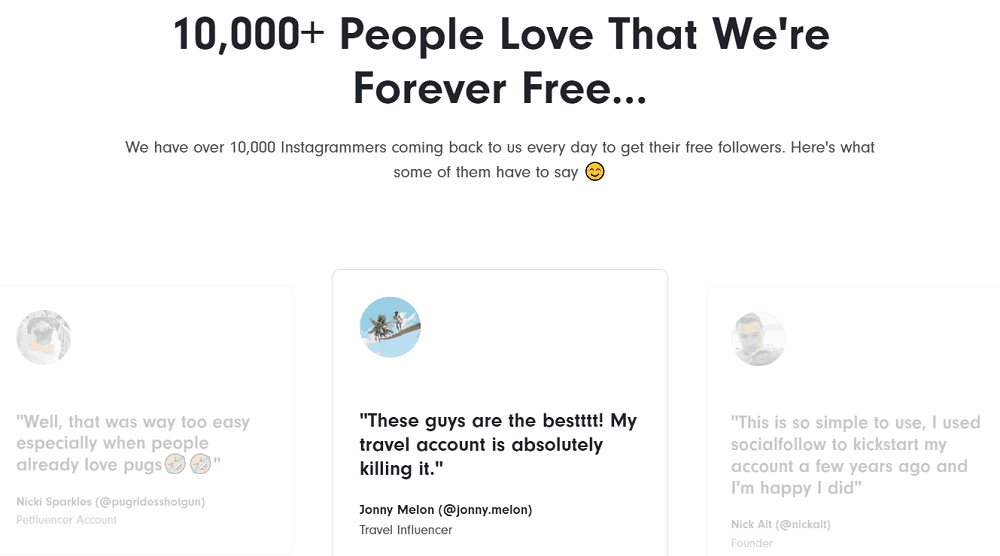 10,000+ People Love That We're
Forever Free...
We have over 10,000 Instagrammers coming back to us every day to get their free followers. Here's what
some of them have to say 😊
"Well, that was way too easy
especially when people
already love pugs🤣🤣"
Nicki Sparkles (@pugridesshotgun)
Petfluencer Account
"These guys are the bestttt! My
travel account is absolutely
killing it."
Jonny Melon (@jonny.melon)
Travel Influencer
"This is so simple to use, I used
socialfollow to kickstart my
account a few years ago and
I'm happy I did"
Nick Alt (@nickalt)
Founder